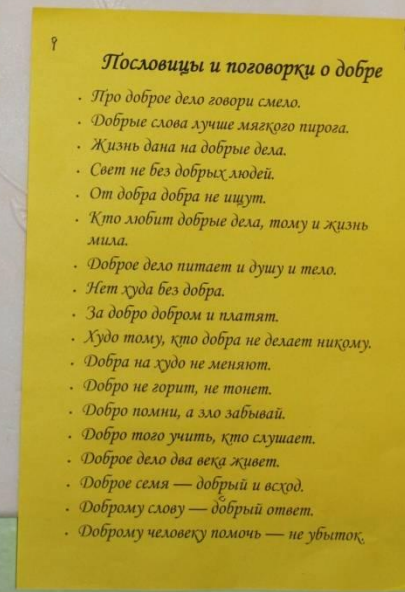 9
Пословицы и поговорки о добре
• Про доброе дело говори смело.
• Добрые слова лучше мягкого пирога.
• Жизнь дана на добрые дела.
• Свет не без добрых людей.
• От добра добра не ищут.
• Кто любит добрые дела, тому и жизнь
мила.
• Доброе дело питает и душу и тело.
• Нет худа без добра.
• За добро добром и платят.
• Худо тому, кто добра не делает никому.
• Добра на худо не меняют.
• Добро не горит, не тонет.
• Добро помни, а зло забывай.
• Добро того учить, кто слушает.
• Доброе дело два века живет.
• Доброе семя — добрый и всход.
• Доброму слову — добрый ответ.
• Доброму человеку помочь — не убыток.